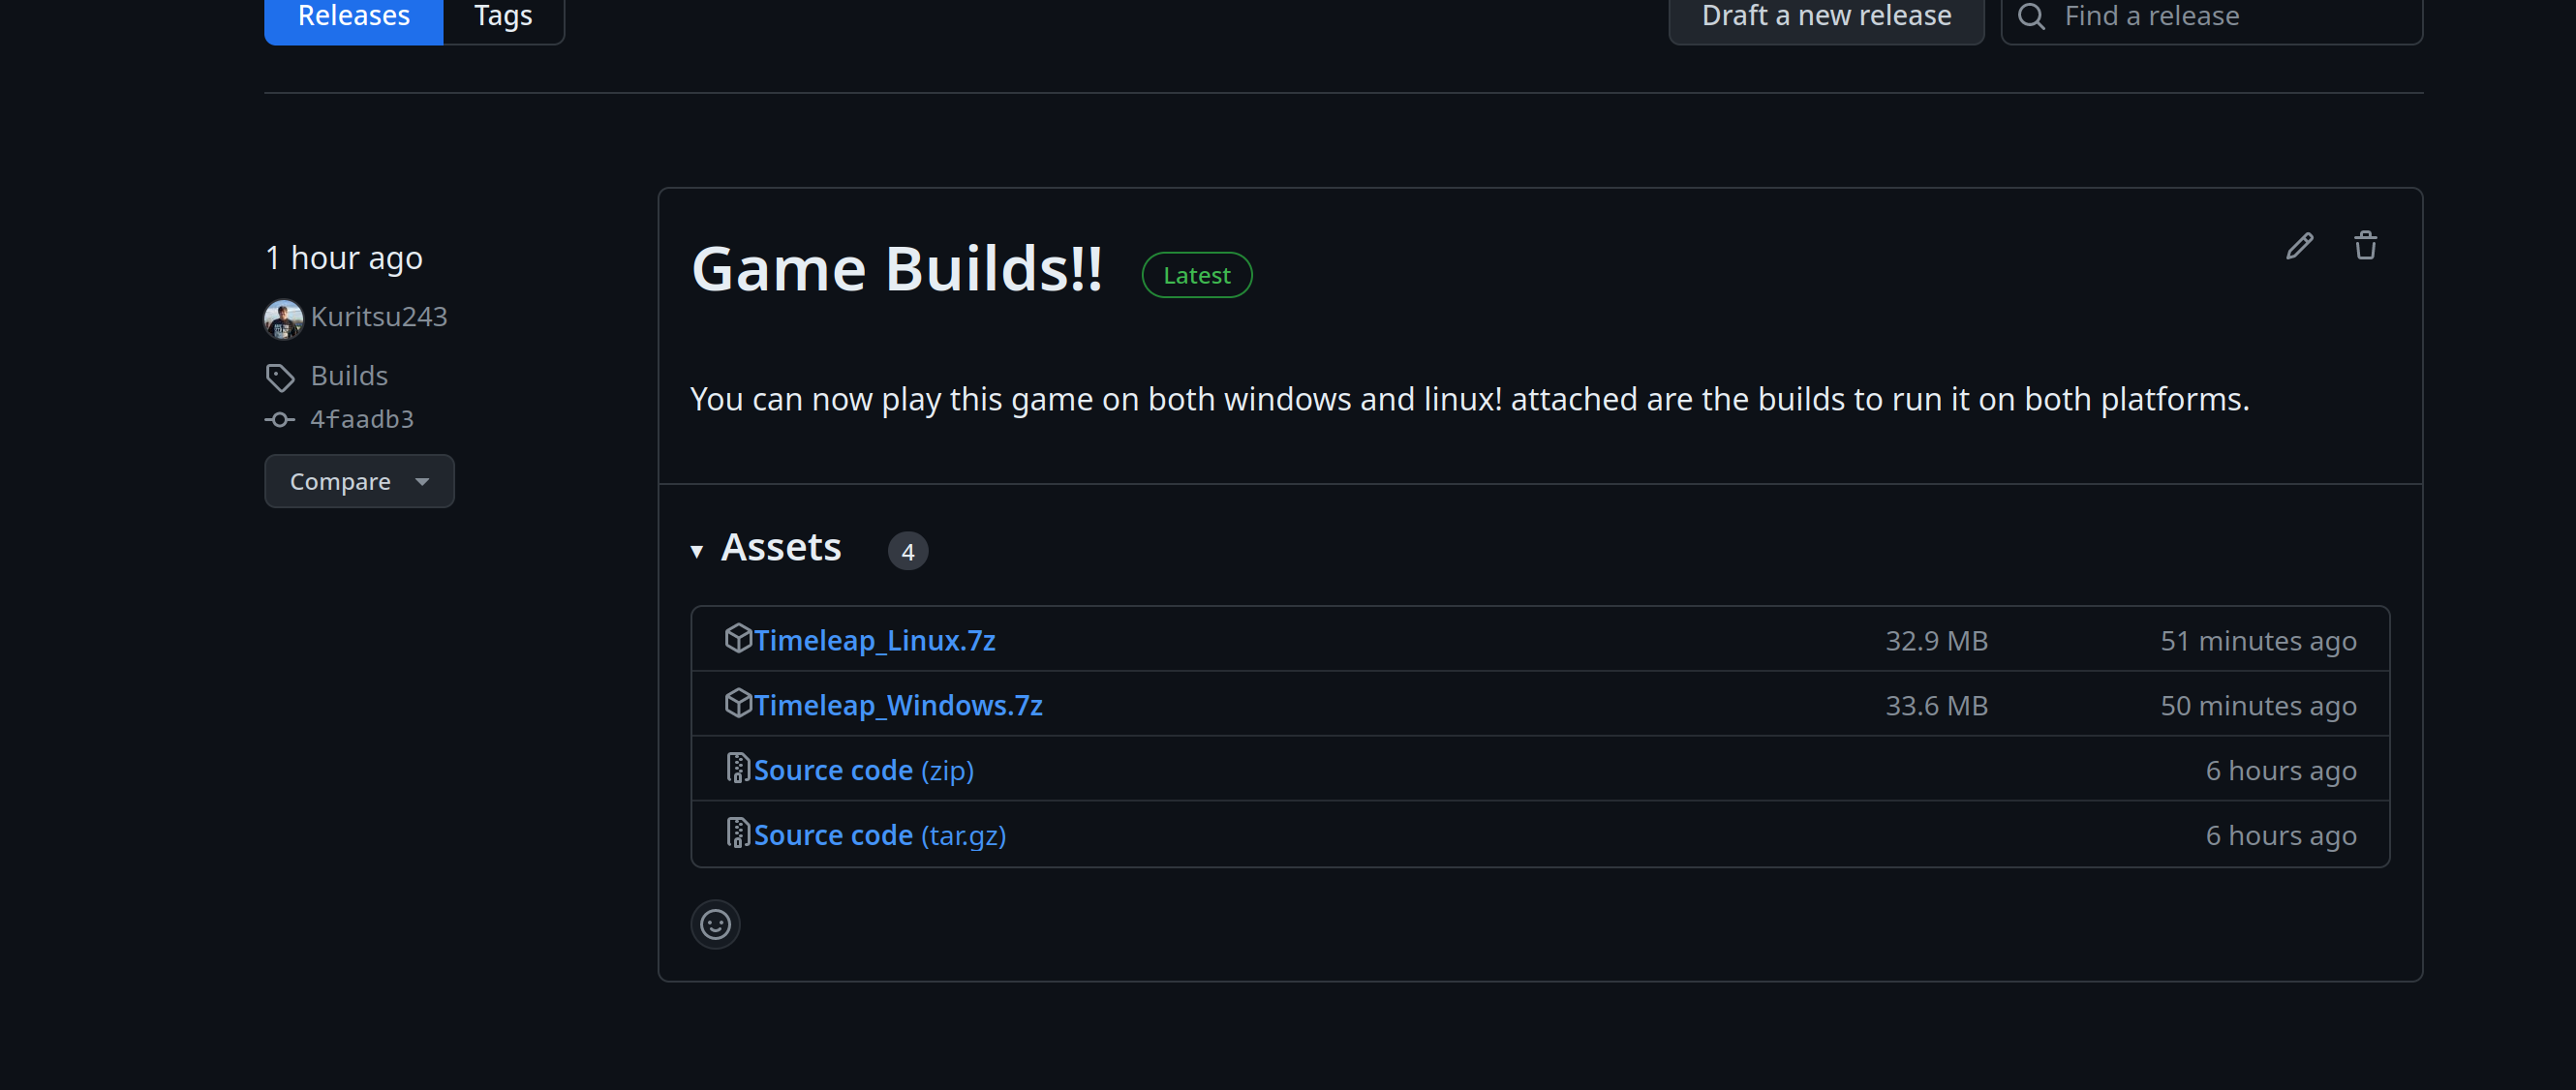 Releases Tags Draft a new release Find a release
1 hour ago
Kuritsu243
Builds
4faadb3
Compare
Game Builds!! Latest
You can now play this game on both windows and linux! attached are the builds to run it on both platforms.
Assets 4
Timeleap_Linux.7z 32.9 MB 51 minutes ago
Timeleap_Windows.7z 33.6 MB 50 minutes ago
Source code (zip) 6 hours ago
Source code (tar.gz) 6 hours ago